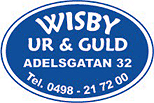 WISBY
UR & GULD
ADELSGATAN 32
Tel. 0498 - 21 72 00